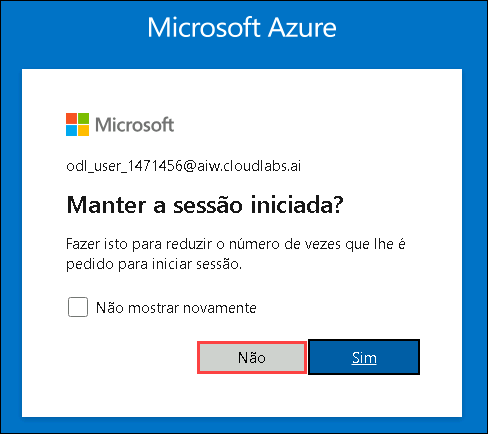 Microsoft Azure
Microsoft
odl_user_1471456@aiw.cloudlabs.ai
Manter a sessão iniciada?
Fazer isto para reduzir o número de vezes que lhe é
pedido para iniciar sessão.
Não mostrar novamente
Não
Sim